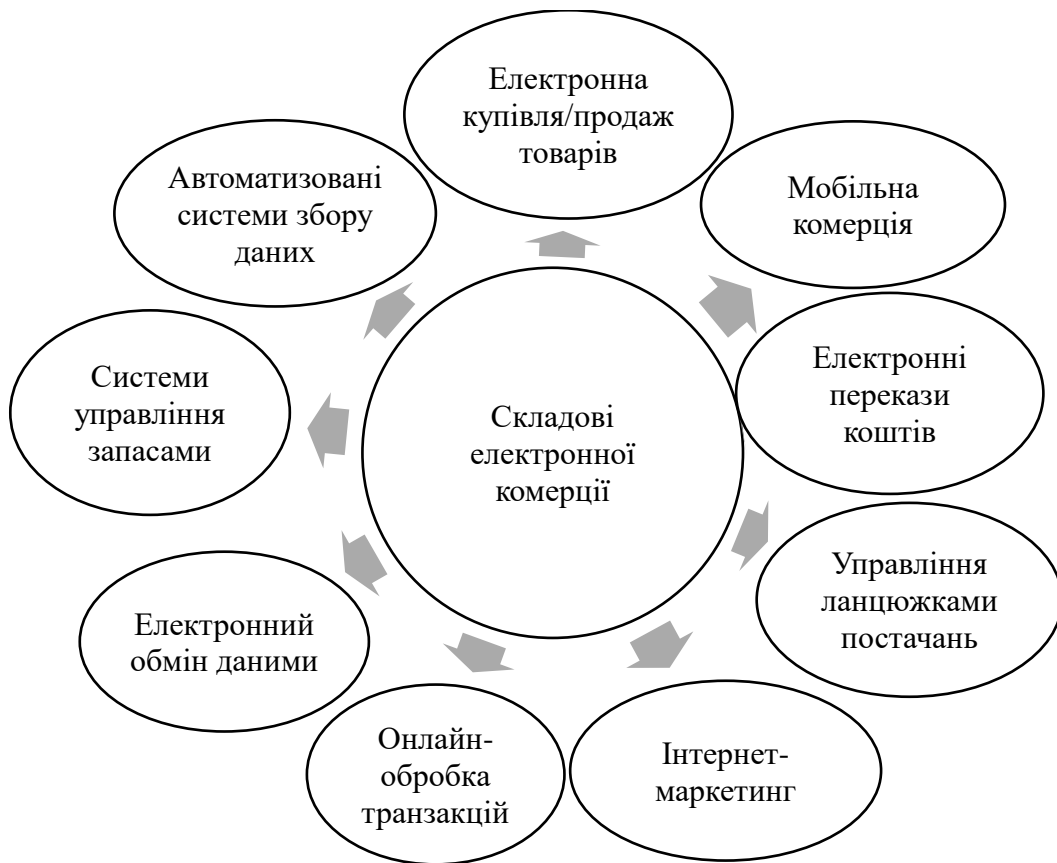 Електронна
купівля/продаж
товарів
Мобільна
комерція
Електронні
перекази
коштів
Управління
ланцюжками
постачань
Інтернет-
маркетинг
Онлайн-
обробка
транзакцій
Електронний
обмін даними
Системи
управління
запасами
Автоматизовані
системи збору
даних
Складові
електронної
комерції